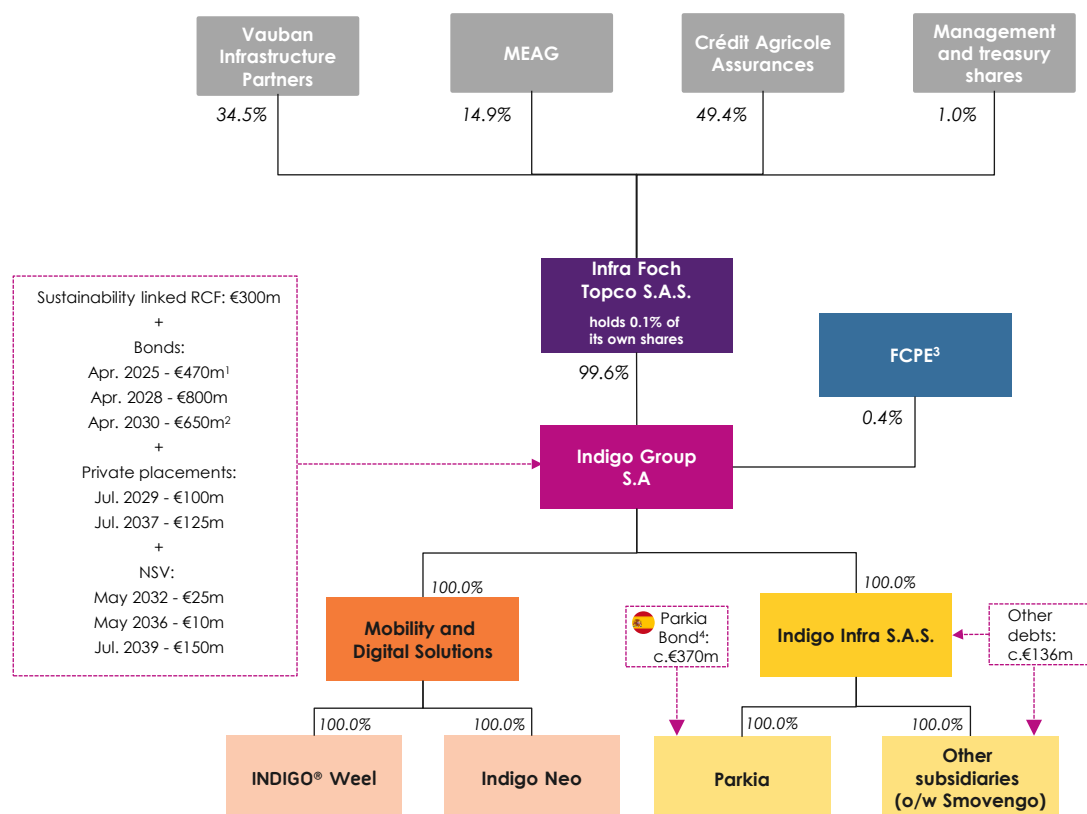 Vauban
Infrastructure
Partners
MEAG
Crédit Agricole
Assurances
Management
and treasury
shares
34.5%
14.9%
49.4%
1.0%
Infra Foch
Topco S.A.S.
holds 0.1% of
its own shares
99.6%
FCPE³
0.4%
Sustainability linked RCF: €300m
+
Bonds:
Apr. 2025 - €470m¹
Apr. 2028 - €800m
Apr. 2030 - €650m²
+
Private placements:
Jul. 2029 - €100m
Jul. 2037 - €125m
+
NSV:
May 2032 - €25m
May 2036 - €10m
Jul. 2039 - €150m
Indigo Group
S.A
100.0%
100.0%
Mobility and
Digital Solutions
Parkia
Bond⁴:
c.€370m
Indigo Infra S.A.S.
Other
debts:
c.€136m
100.0%
100.0%
100.0%
100.0%
INDIGO® Weel
Indigo Neo
Parkia
Other
subsidiaries
(o/w Smovengo)